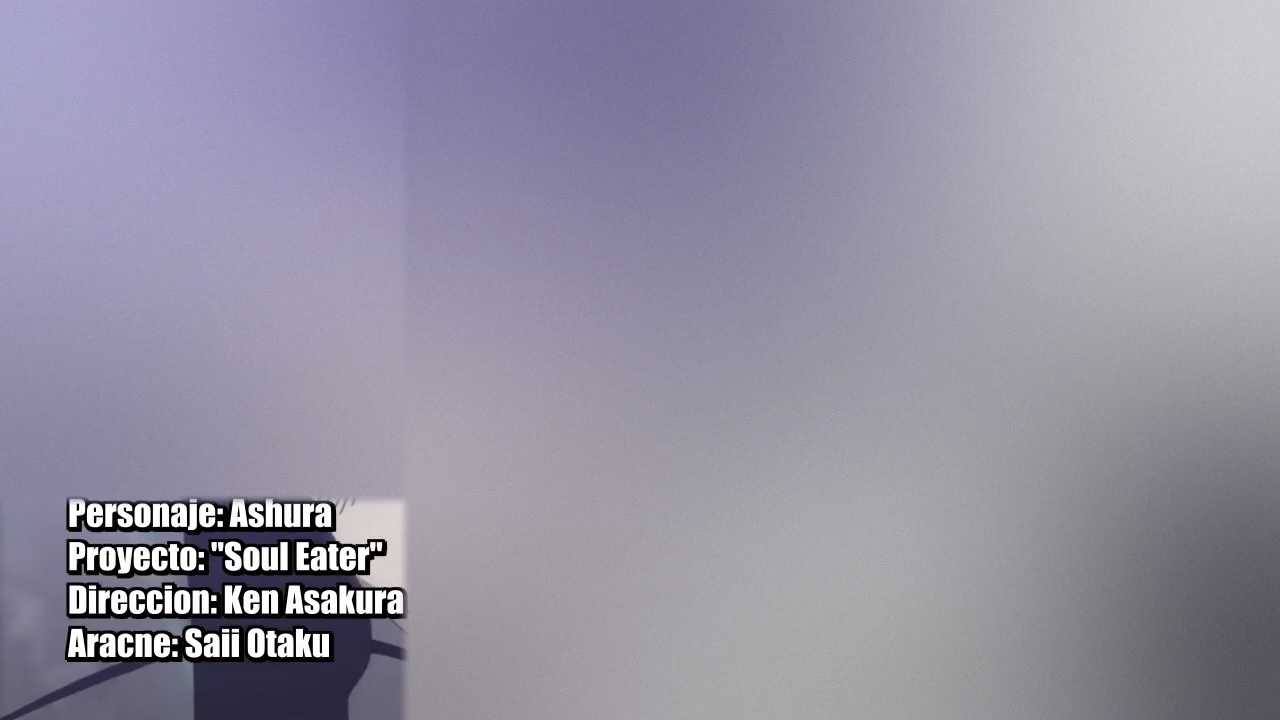 Personaje: Ashura
Proyecto: "Soul Eater"
Direccion: Ken Asakura
Aracne: Saii Otaku